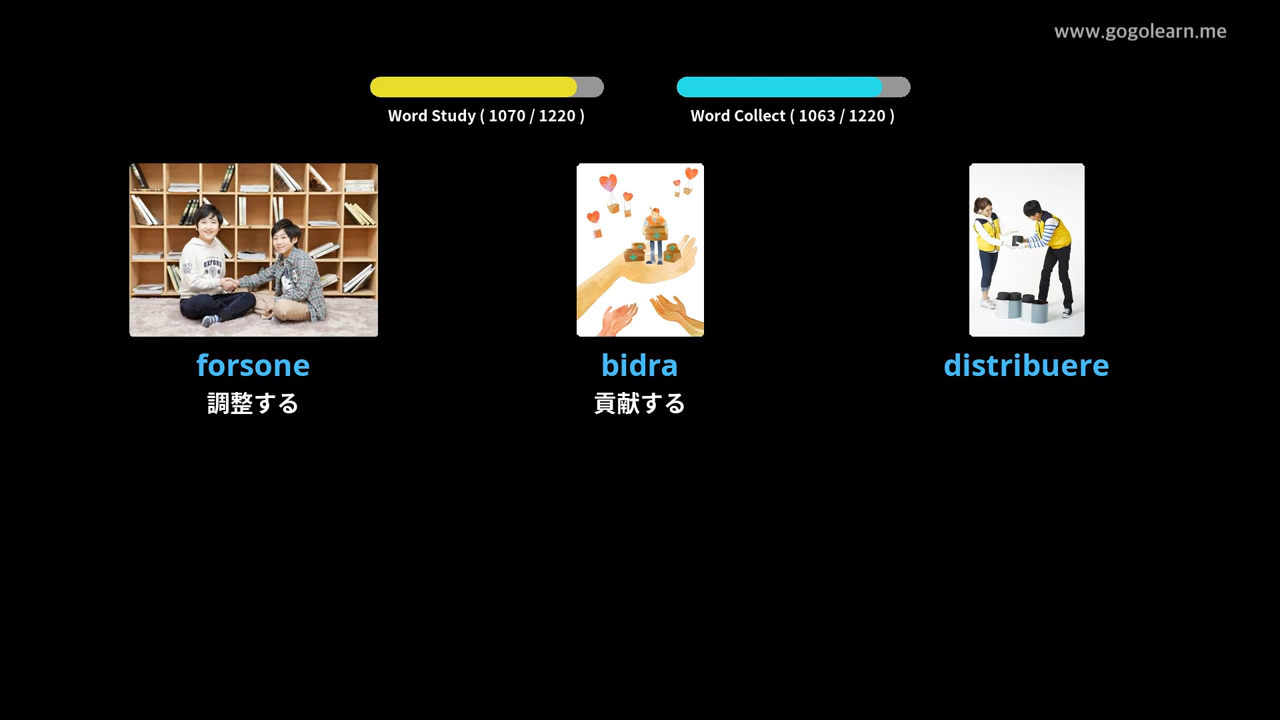 www.gogolearn.me
Word Study ( 1070 / 1220 )
Word Collect ( 1063 / 1220 )
OXFORD
forsone
bidra
distribuere
調整する
貢献する